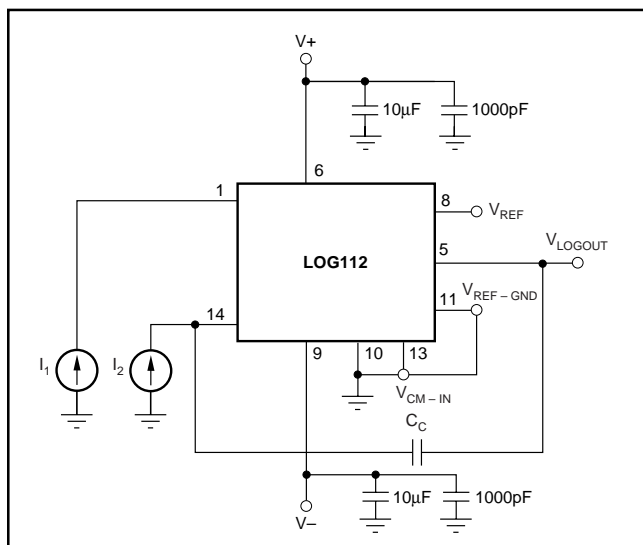 V+
10µF
1000pF
6
1
8
V_REF
5
V_LOGOUT
LOG112
11
V_REF – GND
14
9
10
13
I_1
I_2
V_CM – IN
C_C
10µF
1000pF
V–